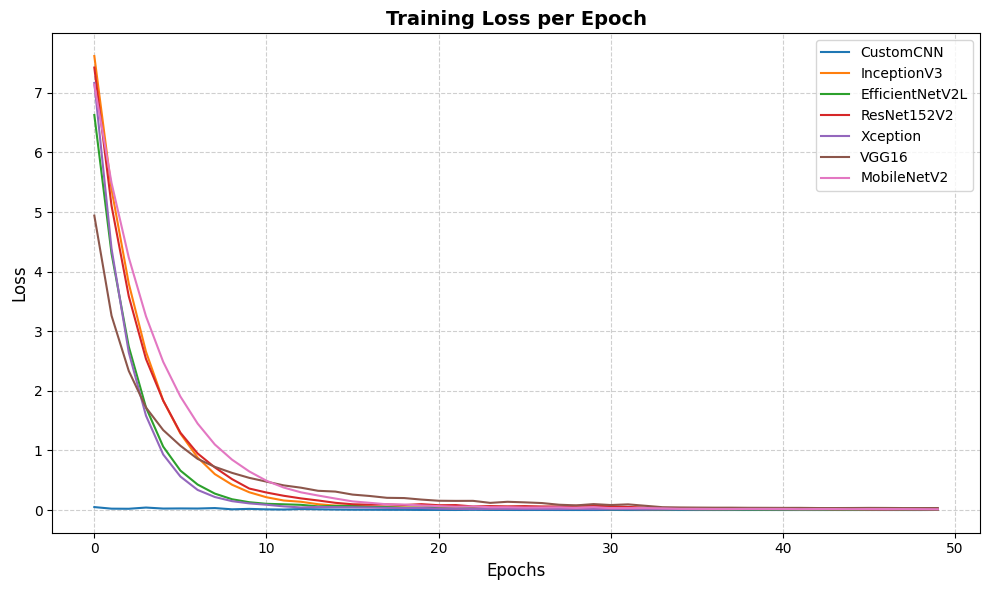 Training Loss per Epoch
CustomCNN
InceptionV3
EfficientNetV2L
ResNet152V2
Xception
VGG16
MobileNetV2
Loss
7
6
5
4
3
2
1
0
0 10 20 30 40 50
Epochs